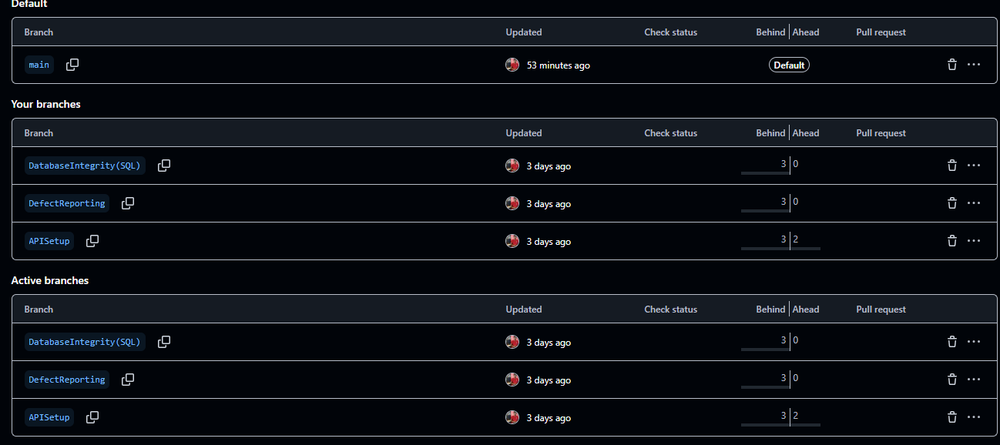 Default
Branch Updated Check status Behind Ahead Pull request
main 53 minutes ago Default
Your branches
Branch Updated Check status Behind Ahead Pull request
DatabaseIntegrity(SQL) 3 days ago 3 0
DefectReporting 3 days ago 3 0
APISetup 3 days ago 3 2
Active branches
Branch Updated Check status Behind Ahead Pull request
DatabaseIntegrity(SQL) 3 days ago 3 0
DefectReporting 3 days ago 3 0
APISetup 3 days ago 3 2